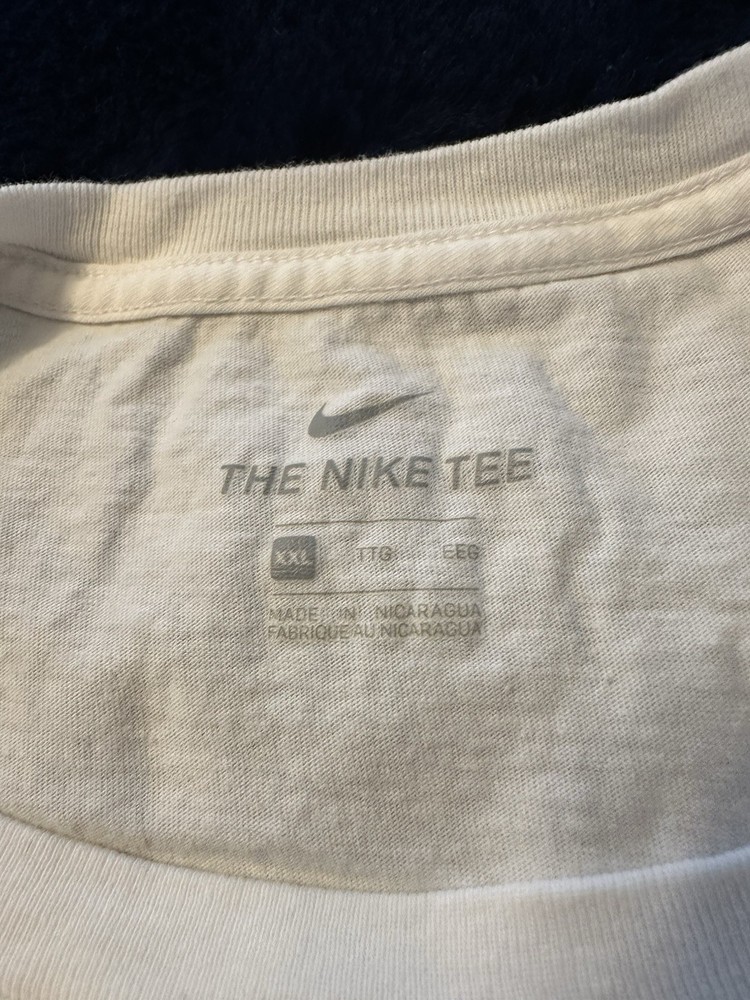 THE NIKE TEE
XXL TTG EEG
MADE IN NICARAGUA
FABRIQUE AU NICARAGUA